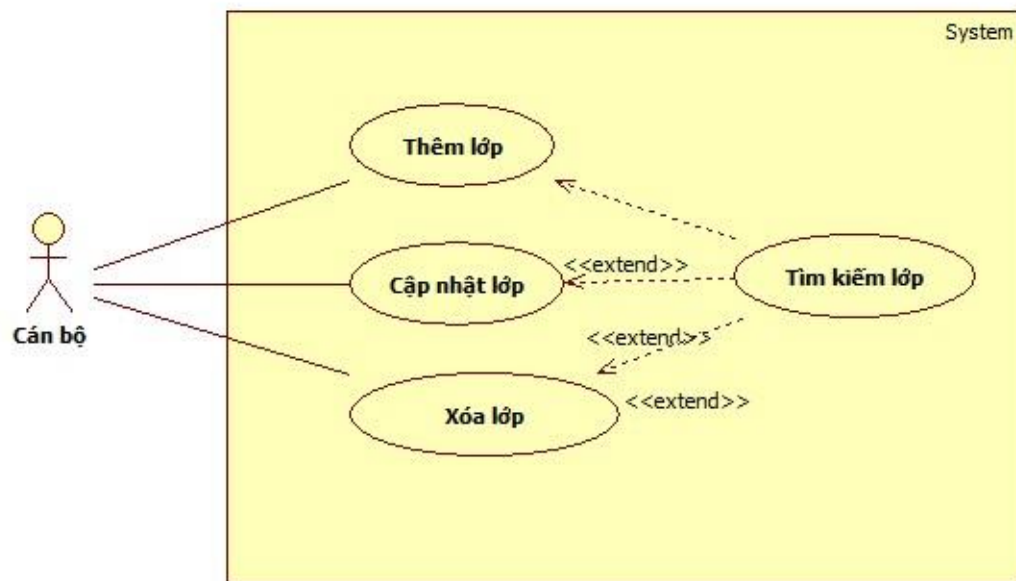 System
Thêm lớp
<<extend>>
Cập nhật lớp
Tìm kiếm lớp
Cán bộ
<<extend>>
Xóa lớp
<<extend>>